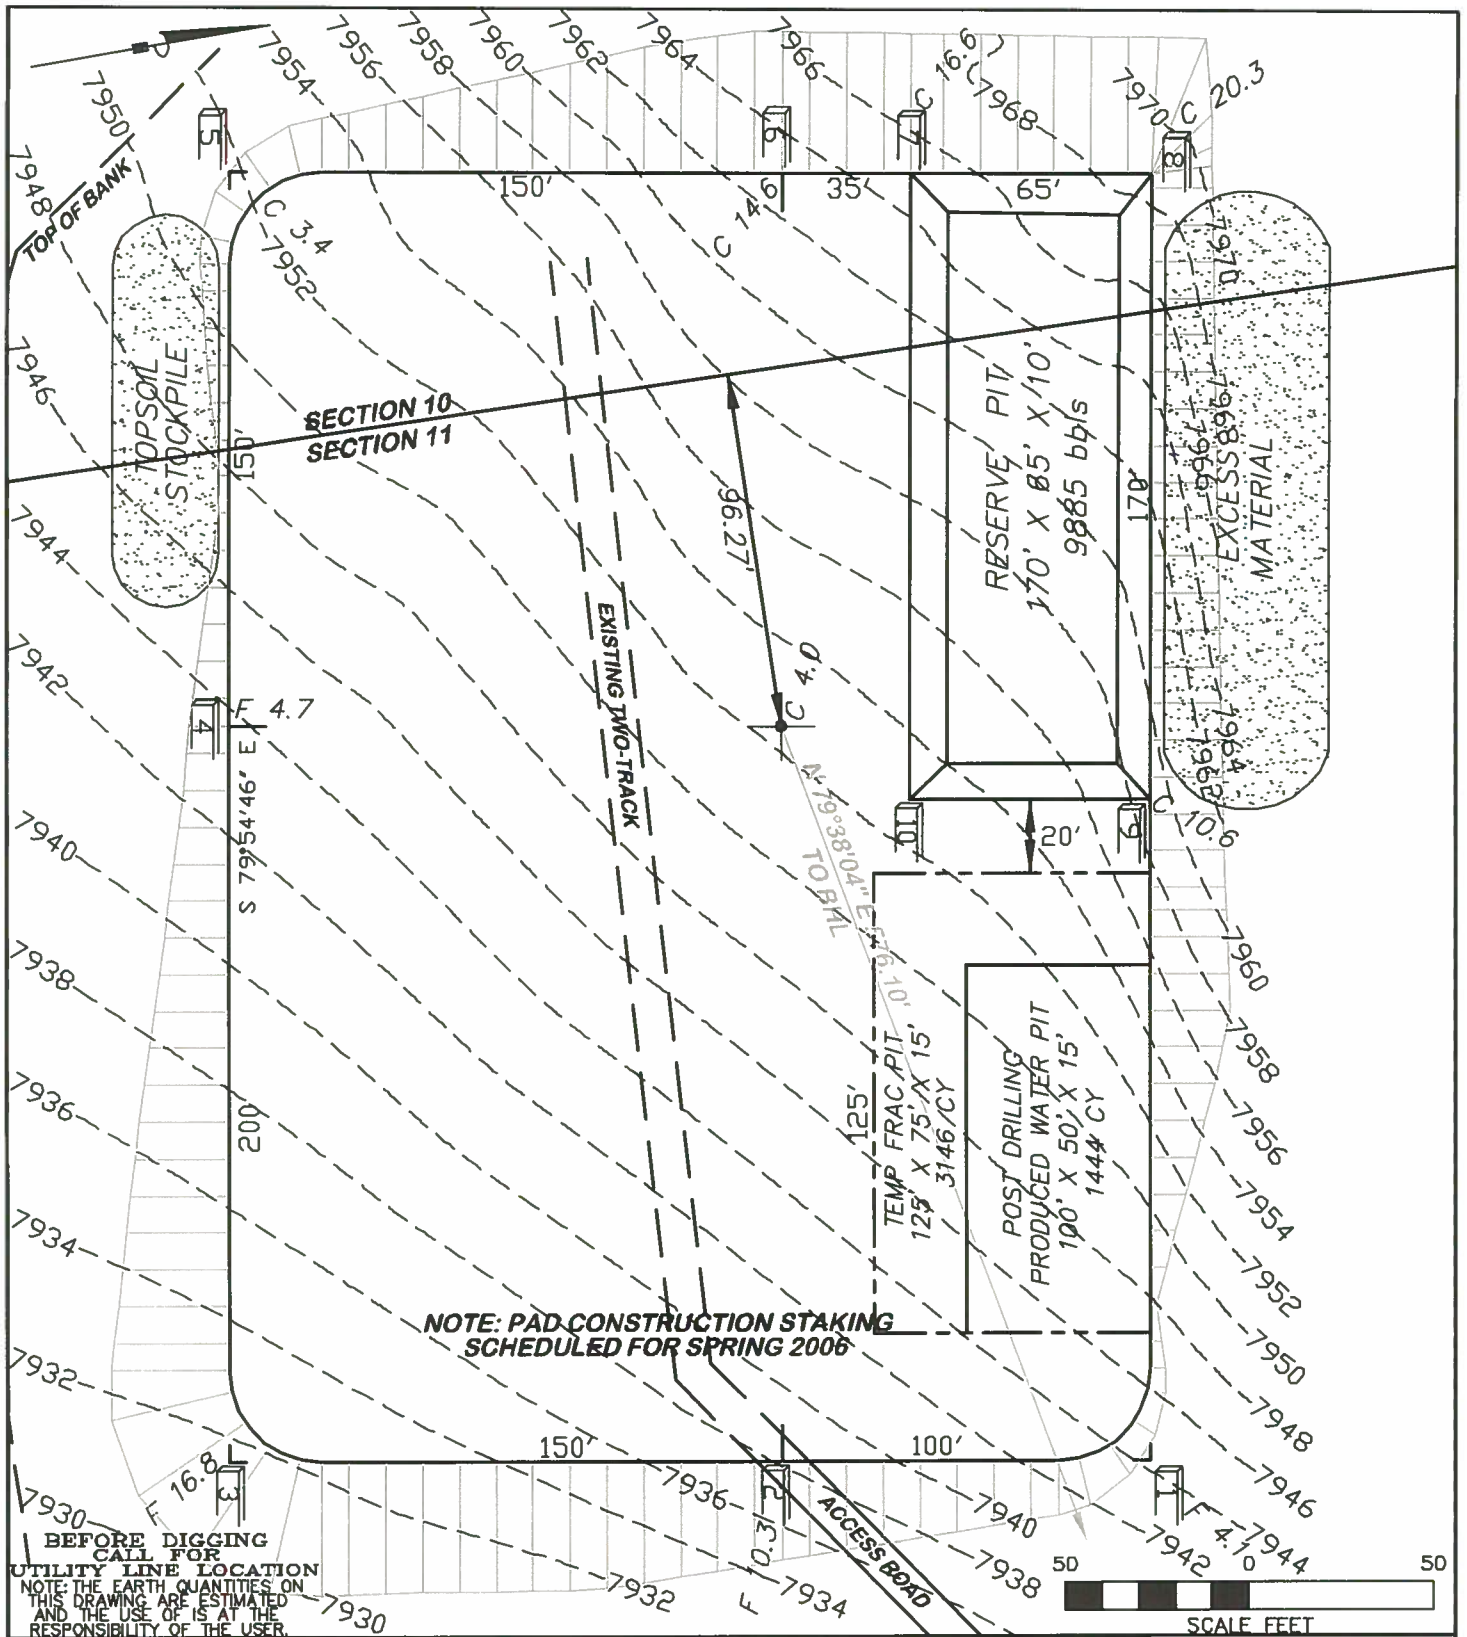 7954
7956
7958
7960
7962
7964
7966
C 16.6
7968
7970
C 20.3
7950
7948
TOP OF BANK
5
6
7
8
150'
35'
65'
C 3.4
7952
C 14.6
7946
TOPSOIL
STOCKPILE
150'
SECTION 10
SECTION 11
96.27'
RESERVE PIT
170' X 85' X 10'
9885 bbls
170'
7970
7968
7966
7964
7962
EXCESS
MATERIAL
7944
7942
4
F 4.7
S 79°54'46" E
EXISTING TWO-TRACK
C 4.0
N 79°38'04" E
TO BHL
10
9
20'
C 10.6
7940
7938
7936
7934
7932
200'
125'
TEMP FRAC PIT
125' X 75' X 15'
3146 CY
POST DRILLING
PRODUCED WATER PIT
100' X 50' X 15'
1444 CY
7960
7958
7956
7954
7952
7950
7948
7946
7944
NOTE: PAD CONSTRUCTION STAKING
SCHEDULED FOR SPRING 2006
150'
100'
F 16.8
3
2
1
F 4.1
7936
7940
7942
7938
7934
7932
7930
7930
F 10.3
ACCESS ROAD
BEFORE DIGGING
CALL FOR
UTILITY LINE LOCATION
NOTE: THE EARTH QUANTITIES ON
THIS DRAWING ARE ESTIMATED
AND THE USE OF IS AT THE
RESPONSIBILITY OF THE USER.
50 0 50
SCALE FEET